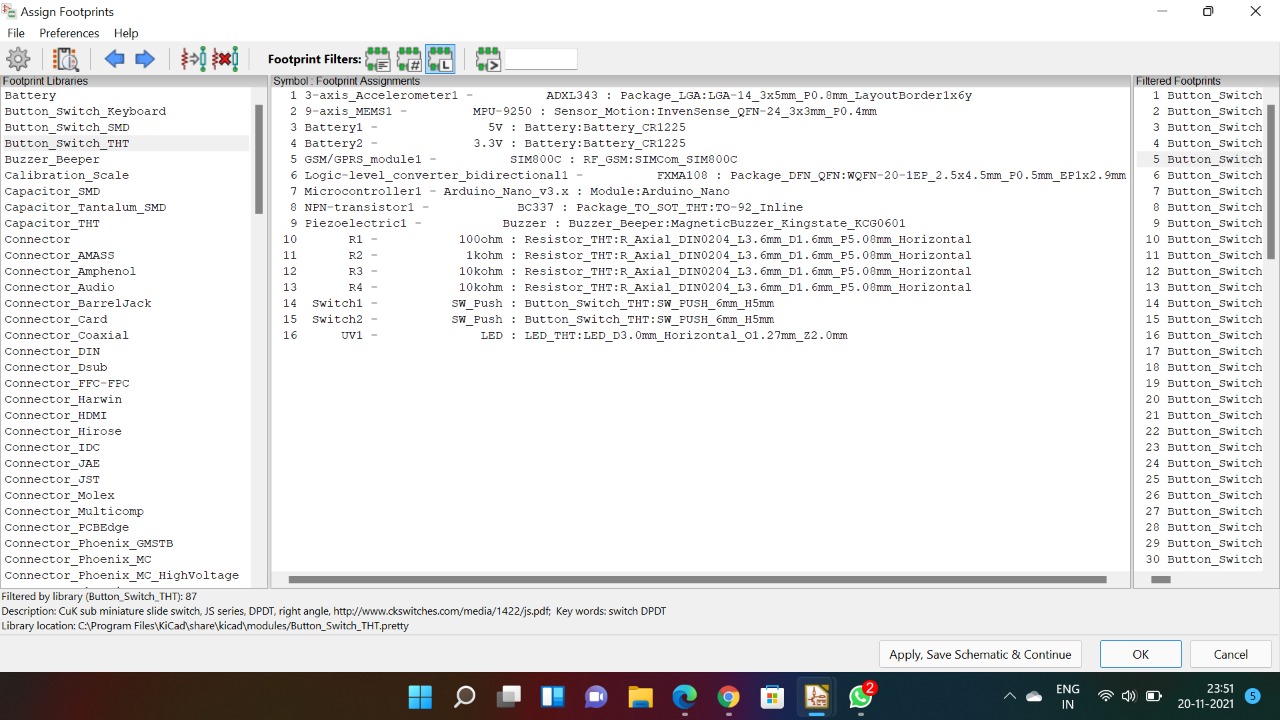 Assign Footprints
File Preferences Help
Footprint Filters:
Footprint Libraries
Battery
Button_Switch_Keyboard
Button_Switch_SMD
Button_Switch_THT
Buzzer_Beeper
Calibration_Scale
Capacitor_SMD
Capacitor_Tantalum_SMD
Capacitor_THT
Connector
Connector_AMASS
Connector_Amphenol
Connector_Audio
Connector_BarrelJack
Connector_Card
Connector_Coaxial
Connector_DIN
Connector_Dsub
Connector_FFC-FPC
Connector_Harwin
Connector_HDMI
Connector_Hirose
Connector_IDC
Connector_JAE
Connector_JST
Connector_Molex
Connector_Multicomp
Connector_PCBEdge
Connector_Phoenix_GMSTB
Connector_Phoenix_MC
Connector_Phoenix_MC_HighVoltage
Symbol : Footprint Assignments
1 3-axis_Accelerometer1 - ADXL343 : Package_LGA:LGA-14_3x5mm_P0.8mm_LayoutBorder1x6y
2 9-axis_MEMS1 - MPU-9250 : Sensor_Motion:InvenSense_QFN-24_3x3mm_P0.4mm
3 Battery1 - 5V : Battery:Battery_CR1225
4 Battery2 - 3.3V : Battery:Battery_CR1225
5 GSM/GPRS_module1 - SIM800C : RF_GSM:SIMCom_SIM800C
6 Logic-level_converter_bidirectional1 - FXMA108 : Package_DFN_QFN:WQFN-20-1EP_2.5x4.5mm_P0.5mm_EP1x2.9mm
7 Microcontroller1 - Arduino_Nano_v3.x : Module:Arduino_Nano
8 NPN-transistor1 - BC337 : Package_TO_SOT_THT:TO-92_Inline
9 Piezoelectric1 - Buzzer : Buzzer_Beeper:MagneticBuzzer_Kingstate_KCG0601
10 R1 - 100ohm : Resistor_THT:R_Axial_DIN0204_L3.6mm_D1.6mm_P5.08mm_Horizontal
11 R2 - 1kohm : Resistor_THT:R_Axial_DIN0204_L3.6mm_D1.6mm_P5.08mm_Horizontal
12 R3 - 10kohm : Resistor_THT:R_Axial_DIN0204_L3.6mm_D1.6mm_P5.08mm_Horizontal
13 R4 - 10kohm : Resistor_THT:R_Axial_DIN0204_L3.6mm_D1.6mm_P5.08mm_Horizontal
14 Switch1 - SW_Push : Button_Switch_THT:SW_PUSH_6mm_H5mm
15 Switch2 - SW_Push : Button_Switch_THT:SW_PUSH_6mm_H5mm
16 UV1 - LED : LED_THT:LED_D3.0mm_Horizontal_O1.27mm_Z2.0mm
Filtered Footprints
1 Button_Switch
2 Button_Switch
3 Button_Switch
4 Button_Switch
5 Button_Switch
6 Button_Switch
7 Button_Switch
8 Button_Switch
9 Button_Switch
10 Button_Switch
11 Button_Switch
12 Button_Switch
13 Button_Switch
14 Button_Switch
15 Button_Switch
16 Button_Switch
17 Button_Switch
18 Button_Switch
19 Button_Switch
20 Button_Switch
21 Button_Switch
22 Button_Switch
23 Button_Switch
24 Button_Switch
25 Button_Switch
26 Button_Switch
27 Button_Switch
28 Button_Switch
29 Button_Switch
30 Button_Switch
Filtered by library (Button_Switch_THT): 87
Description: CuK sub miniature slide switch, JS series, DPDT, right angle, http://www.ckswitches.com/media/1422/js.pdf; Key words: switch DPDT
Library location: C:\Program Files\KiCad\share\kicad\modules/Button_Switch_THT.pretty
Apply, Save Schematic & Continue OK Cancel
2
ENG
IN
23:51
20-11-2021
5